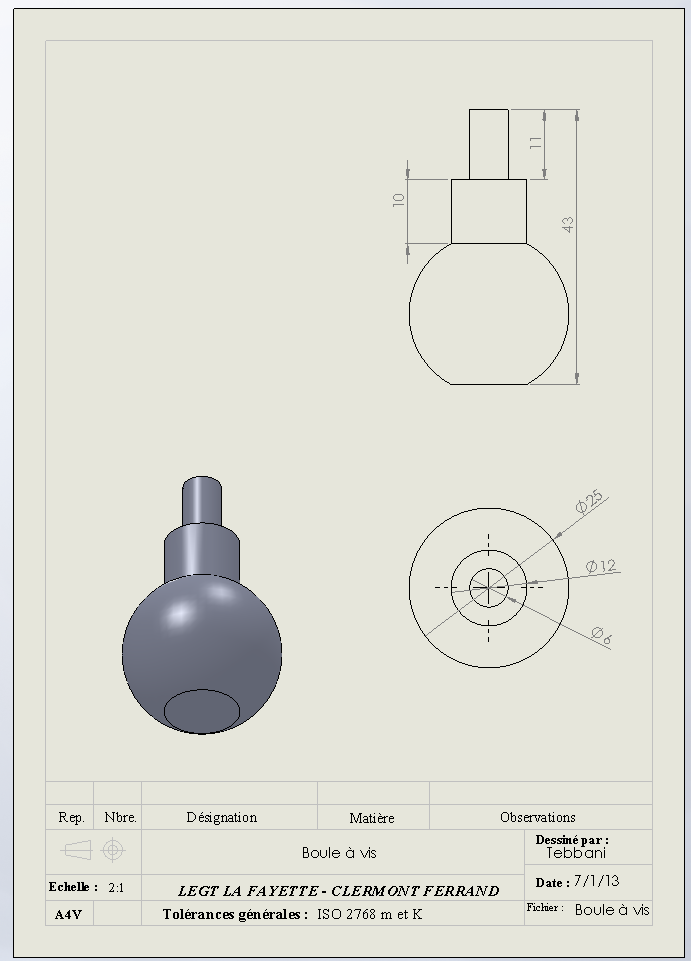 11
10
43
Ø25
Ø12
Ø6
Rep. Nbre. Désignation Matière Observations
Boule à vis
Dessiné par :
Tebbani
Echelle : 2:1
LEGT LA FAYETTE - CLERMONT FERRAND
Date : 7/1/13
A4V
Tolérances générales : ISO 2768 m et K
Fichier : Boule à vis